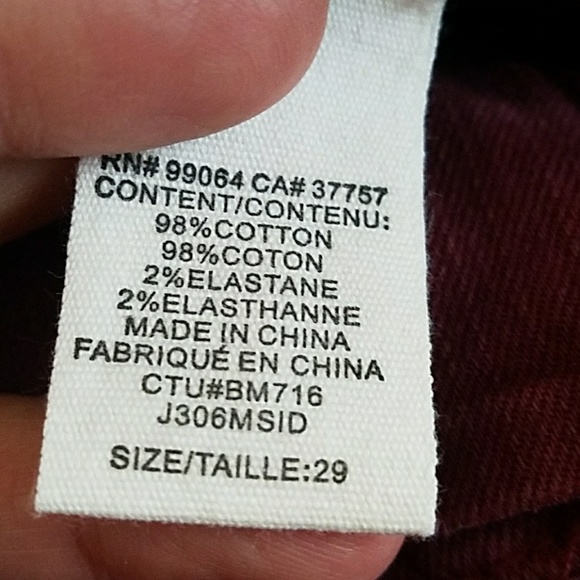 RN# 99064 CA# 37757
CONTENT/CONTENU:
98%COTTON
98%COTON
2%ELASTANE
2%ELASTHANNE
MADE IN CHINA
FABRIQUÉ EN CHINA
CTU#BM716
J306MSID
SIZE/TAILLE:29